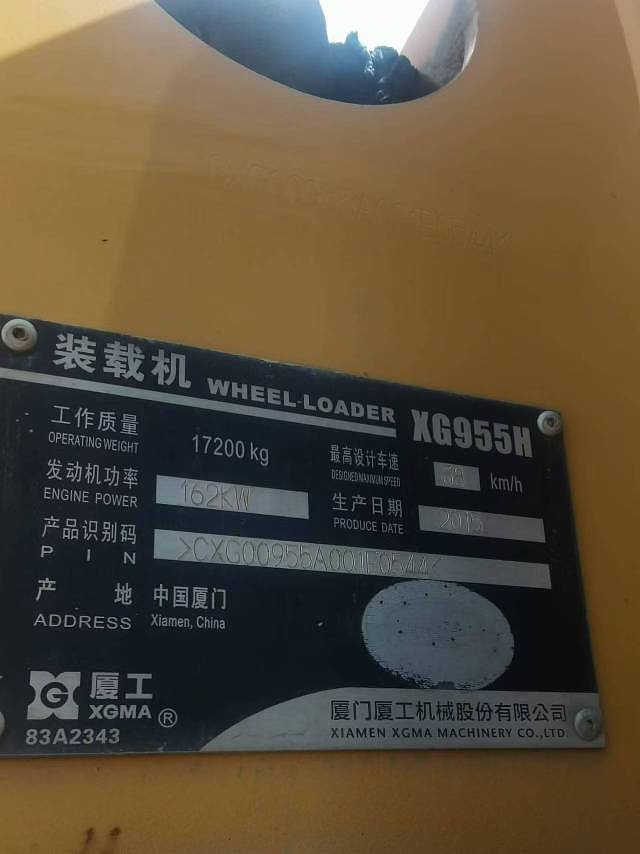 装载机 WHEEL-LOADER XG955H
工作质量 17200 kg 最高设计车速 38 km/h
OPERATING WEIGHT DESIGNED MAXIMUM SPEED
发动机功率 162KW 生产日期
ENGINE POWER PRODUCE DATE
产品识别码
PIN
产地 中国厦门
ADDRESS Xiamen, China
厦工
XGMA ®
83A2343
厦门厦工机械股份有限公司
XIAMEN XGMA MACHINERY CO.,LTD.